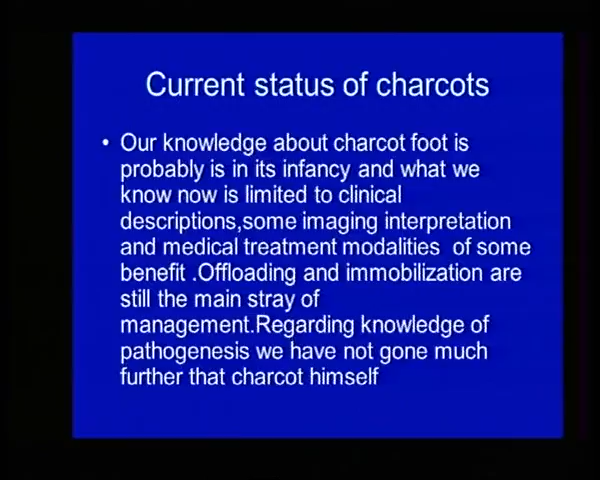 Current status of charcots
• Our knowledge about charcot foot is
probably is in its infancy and what we
know now is limited to clinical
descriptions,some imaging interpretation
and medical treatment modalities of some
benefit .Offloading and immobilization are
still the main stray of
management.Regarding knowledge of
pathogenesis we have not gone much
further that charcot himself